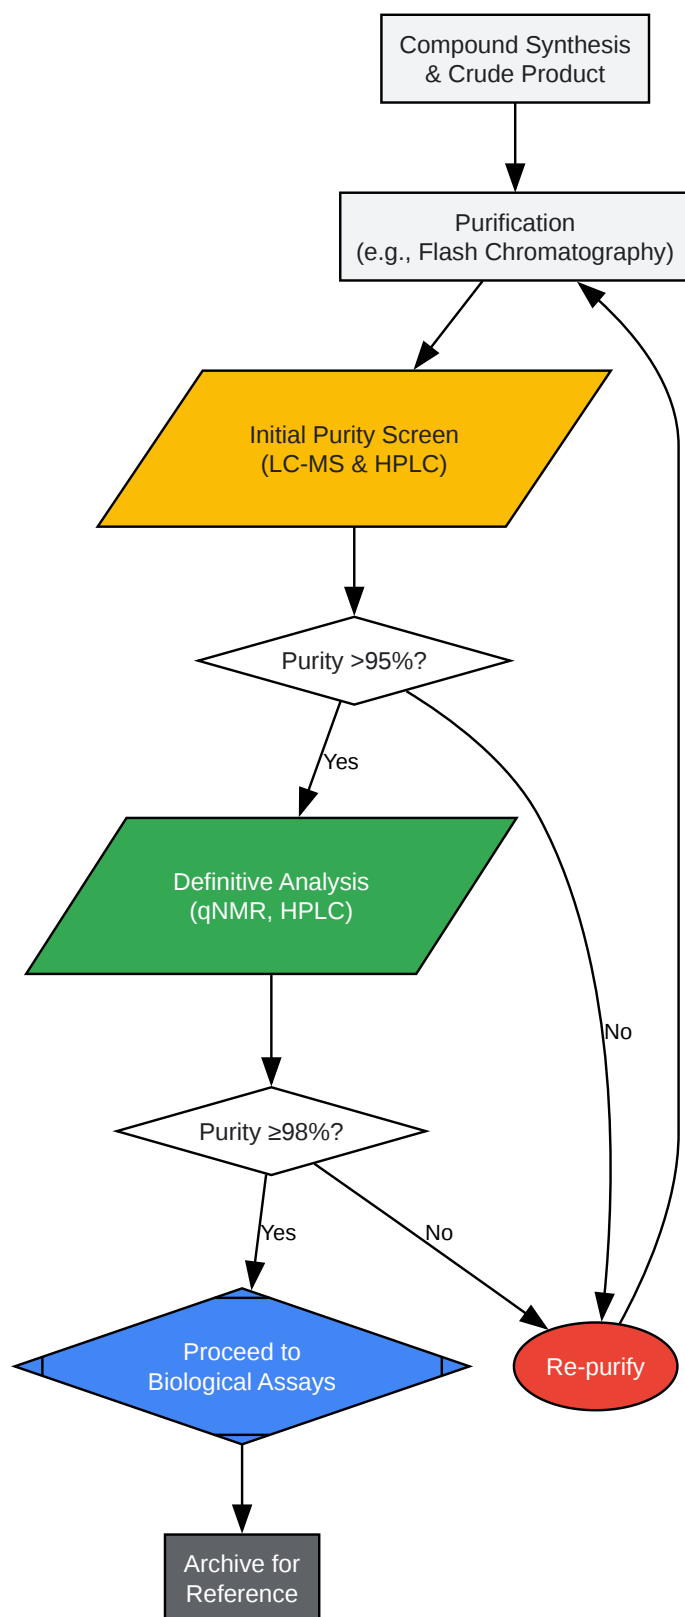 Compound Synthesis
& Crude Product
Purification
(e.g., Flash Chromatography)
Initial Purity Screen
(LC-MS & HPLC)
Purity >95%?
Yes
Definitive Analysis
(qNMR, HPLC)
No
Purity ≥98%?
Yes
No
Proceed to
Biological Assays
Re-purify
Archive for
Reference